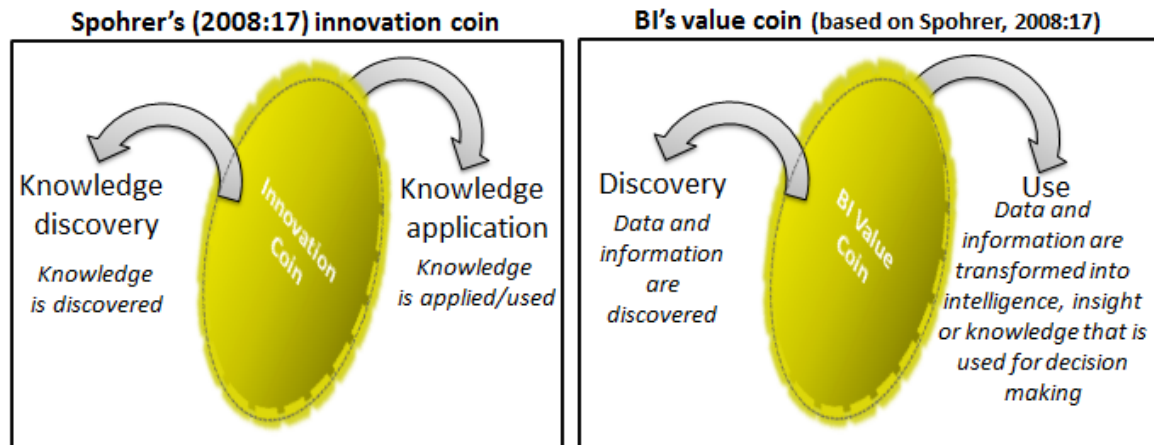 Spohrer's (2008:17) innovation coin
Knowledge
discovery
Knowledge
is discovered
Innovation
Coin
Knowledge
application
Knowledge
is applied/used
BI's value coin (based on Spohrer, 2008:17)
Discovery
Data and
information
are
discovered
BI Value
Coin
Use
Data and
information are
transformed into
intelligence, insight
or knowledge that is
used for decision
making